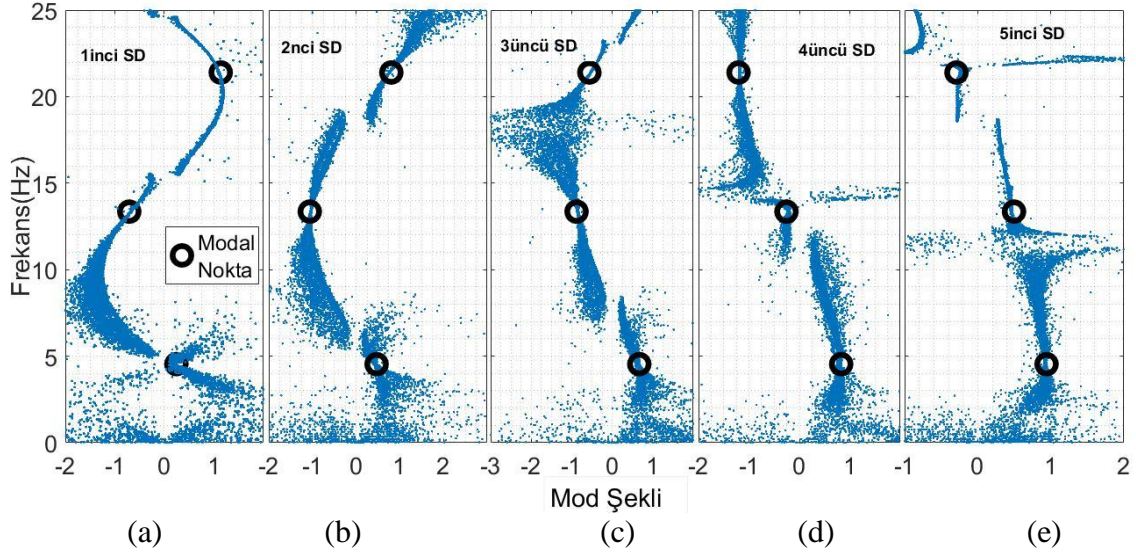 25
20
15
10
5
0
Frekans(Hz)
1inci SD
2nci SD
3üncü SD
4üncü SD
5inci SD
Modal
Nokta
-2 -1 0 1 -2 -1 0 1 -3 -2 -1 0 1 -2 -1 0 1 -1 0 1 2
Mod Şekli
(a) (b) (c) (d) (e)